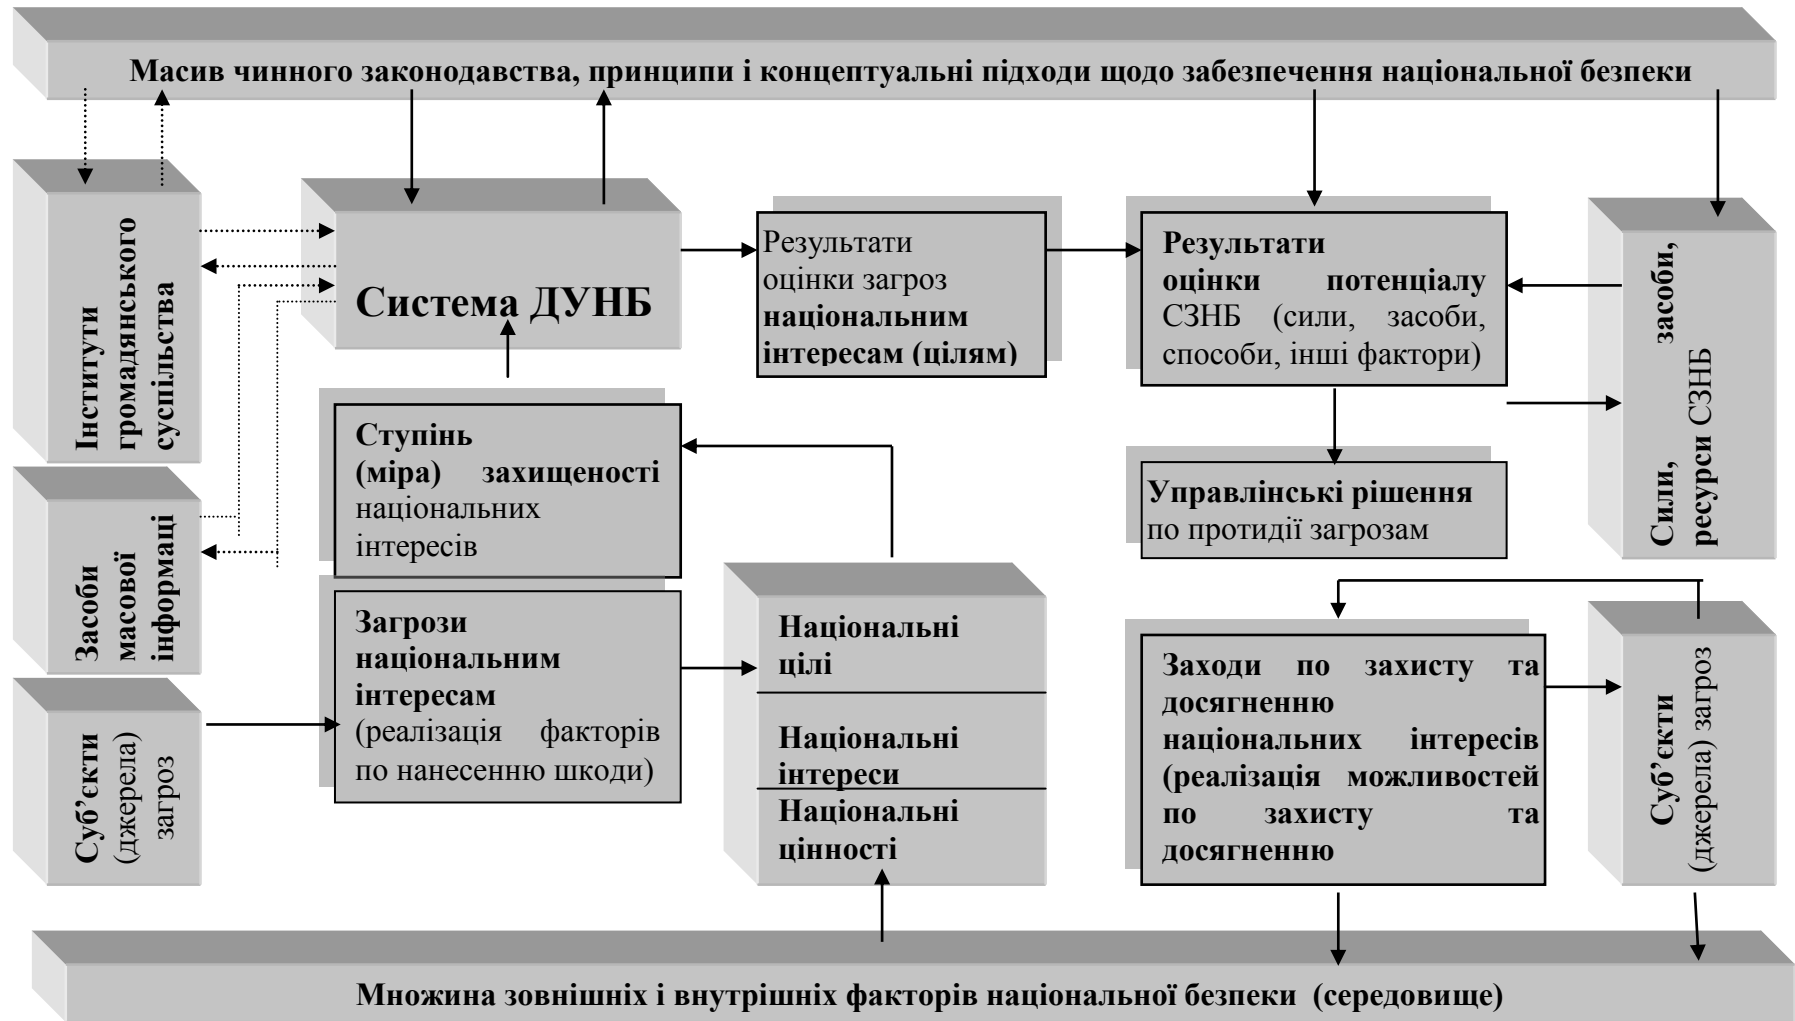 Масив чинного законодавства, принципи і концептуальні підходи щодо забезпечення національної безпеки
Інститути
громадянського
суспільства
Система ДУНБ
Результати
оцінки загроз
національним
інтересам (цілям)
Результати
оцінки потенціалу
СЗНБ (сили, засоби,
способи, інші фактори)
Сили, засоби,
ресурси СЗНБ
Ступінь
(міра) захищеності
національних
інтересів
Управлінські рішення
по протидії загрозам
Засоби
масової
інформаці
Загрози
національним
інтересам
(реалізація факторів
по нанесенню шкоди)
Національні
цілі
Національні
інтереси
Національні
цінності
Заходи по захисту та
досягненню
національних інтересів
(реалізація можливостей
по захисту та
досягненню
Суб’єкти
(джерела) загроз
Суб’єкти
(джерела)
загроз
Множина зовнішніх і внутрішніх факторів національної безпеки (середовище)